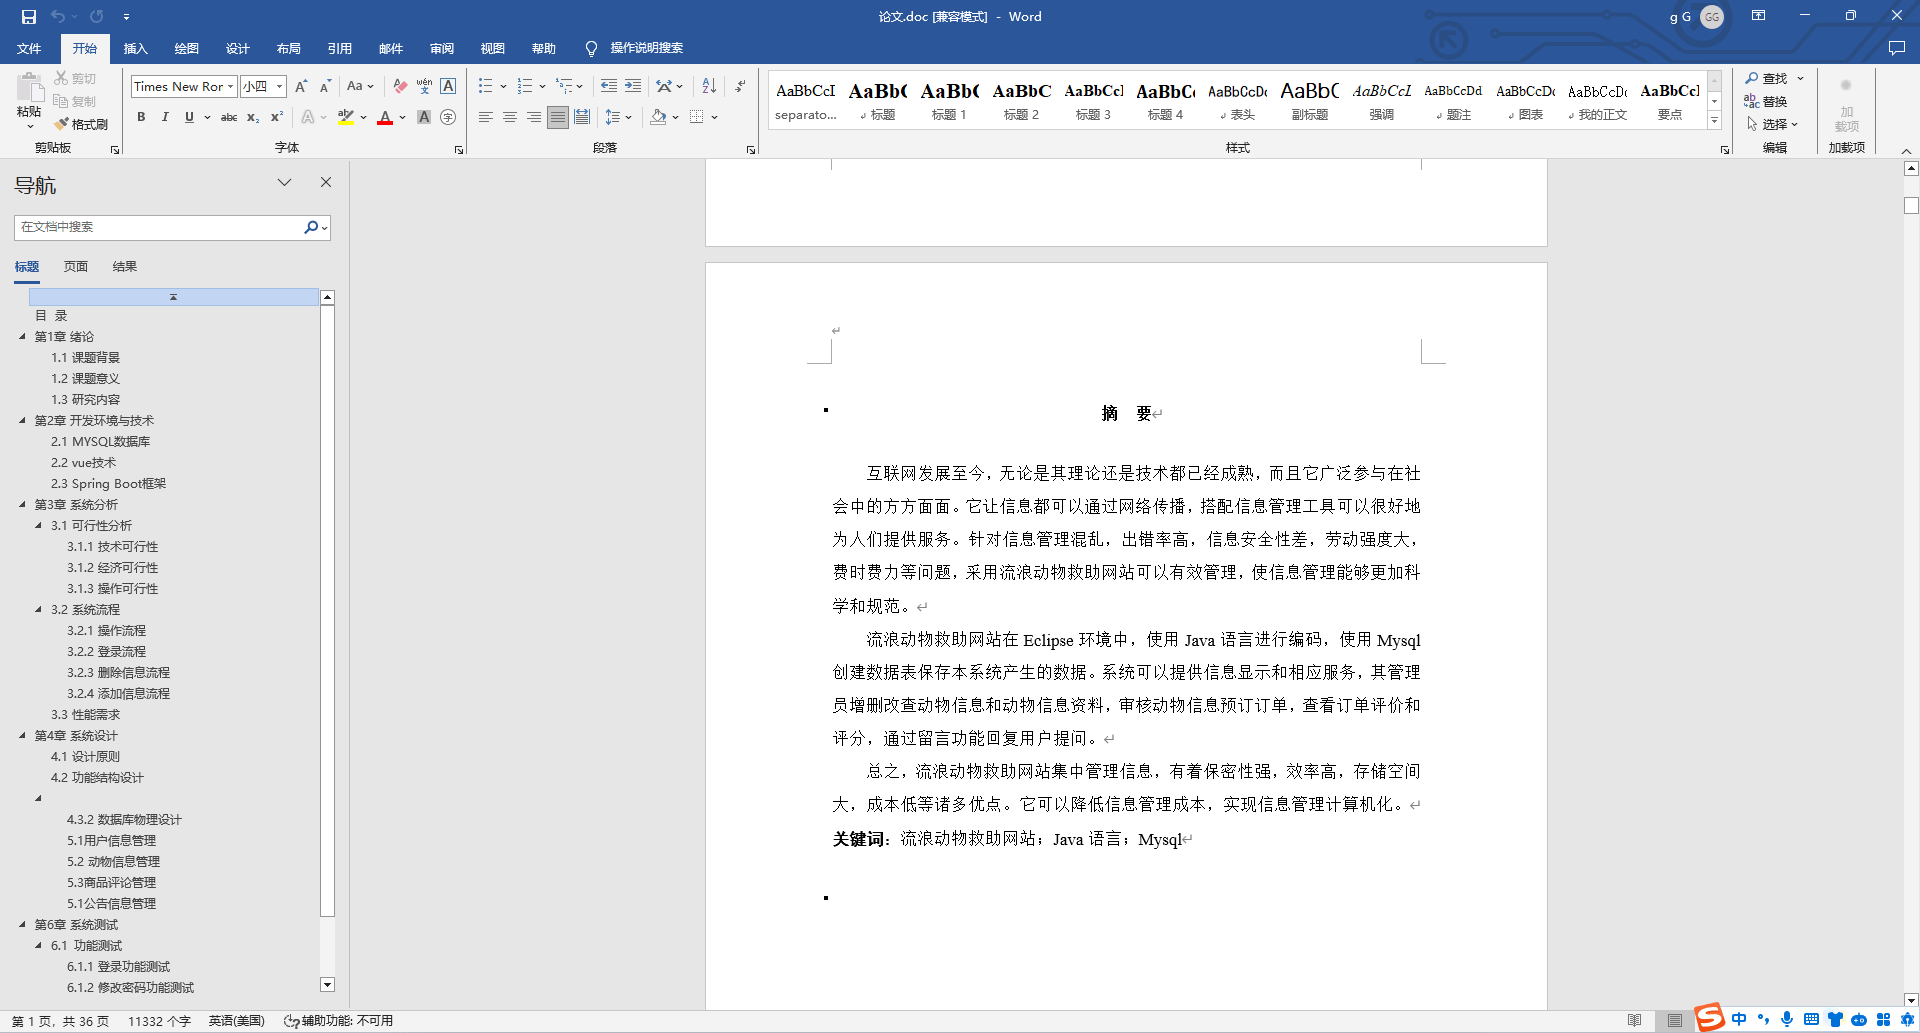 论文.doc [兼容模式] - Word
g G GG
文件 开始 插入 绘图 设计 布局 引用 邮件 审阅 视图 帮助 操作说明搜索
粘贴 剪切 复制 格式刷
剪贴板
Times New Ror 小四
字体
段落
AaBbCcI AaBb( AaBb( AaBbC AaBbCcI AaBbC( AaBbCcDc AaBbC AaBbCcL AaBbCcDd AaBbCcDc AaBbCcDc AaBbCcI
separato... 标题 标题 1 标题 2 标题 3 标题 4 表头 副标题 强调 题注 图表 我的正文 要点
样式
查找
替换
选择
编辑
加载项
加载项
导航
在文档中搜索
标题 页面 结果
目 录
第1章 绪论
1.1 课题背景
1.2 课题意义
1.3 研究内容
第2章 开发环境与技术
2.1 MYSQL数据库
2.2 vue技术
2.3 Spring Boot框架
第3章 系统分析
3.1 可行性分析
3.1.1 技术可行性
3.1.2 经济可行性
3.1.3 操作可行性
3.2 系统流程
3.2.1 操作流程
3.2.2 登录流程
3.2.3 删除信息流程
3.2.4 添加信息流程
3.3 性能需求
第4章 系统设计
4.1 设计原则
4.2 功能结构设计
4.3.2 数据库物理设计
5.1用户信息管理
5.2 动物信息管理
5.3商品评论管理
5.1公告信息管理
第6章 系统测试
6.1 功能测试
6.1.1 登录功能测试
6.1.2 修改密码功能测试
摘 要
互联网发展至今，无论是其理论还是技术都已经成熟，而且它广泛参与在社
会中的方方面面。它让信息都可以通过网络传播，搭配信息管理工具可以很好地
为人们提供服务。针对信息管理混乱，出错率高，信息安全性差，劳动强度大，
费时费力等问题，采用流浪动物救助网站可以有效管理，使信息管理能够更加科
学和规范。
流浪动物救助网站在 Eclipse 环境中，使用 Java 语言进行编码，使用 Mysql
创建数据表保存本系统产生的数据。系统可以提供信息显示和相应服务，其管理
员增删改查动物信息和动物信息资料，审核动物信息预订订单，查看订单评价和
评分，通过留言功能回复用户提问。
总之，流浪动物救助网站集中管理信息，有着保密性强，效率高，存储空间
大，成本低等诸多优点。它可以降低信息管理成本，实现信息管理计算机化。
关键词：流浪动物救助网站；Java 语言；Mysql
第 1 页，共 36 页 11332 个字 英语(美国) 辅助功能: 不可用
中